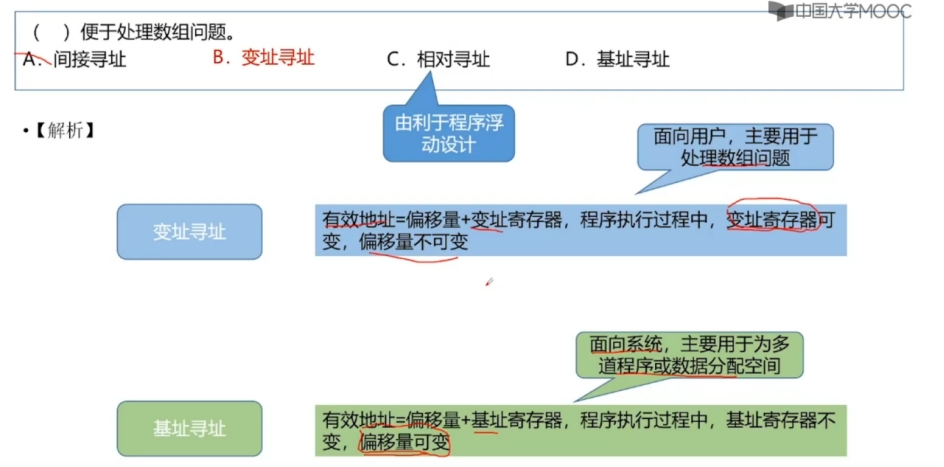 中国大学MOOC
（　）便于处理数组问题。
A．间接寻址 B．变址寻址 C．相对寻址 D．基址寻址
•【解析】
由利于程序浮
动设计
面向用户，主要用于
处理数组问题
变址寻址
有效地址=偏移量+变址寄存器，程序执行过程中，变址寄存器可
变，偏移量不可变
面向系统，主要用于为多
道程序或数据分配空间
基址寻址
有效地址=偏移量+基址寄存器，程序执行过程中，基址寄存器不
变，偏移量可变